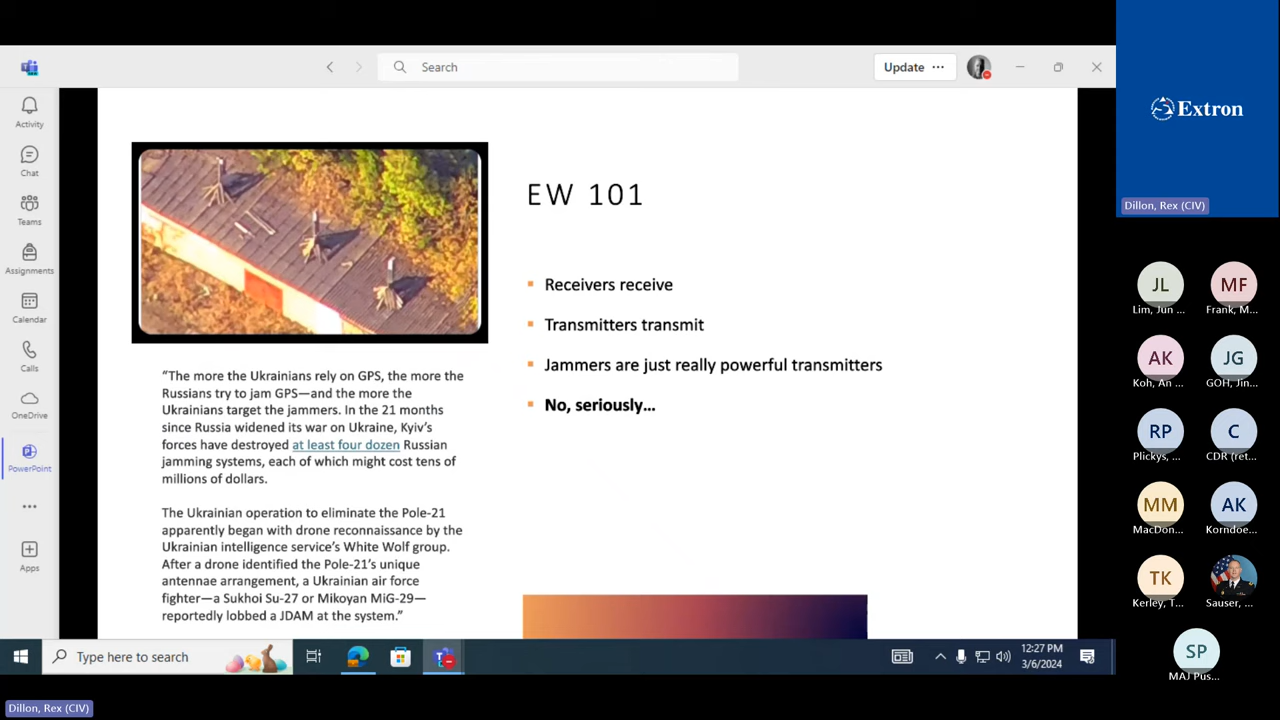 Search
Update
Extron
Dillon, Rex (CIV)
Activity
Chat
Teams
Assignments
Calendar
Calls
OneDrive
PowerPoint
Apps
EW 101
Receivers receive
Transmitters transmit
Jammers are just really powerful transmitters
No, seriously…
“The more the Ukrainians rely on GPS, the more the
Russians try to jam GPS—and the more the
Ukrainians target the jammers. In the 21 months
since Russia widened its war on Ukraine, Kyiv’s
forces have destroyed at least four dozen Russian
jamming systems, each of which might cost tens of
millions of dollars.
The Ukrainian operation to eliminate the Pole-21
apparently began with drone reconnaissance by the
Ukrainian intelligence service’s White Wolf group.
After a drone identified the Pole-21’s unique
antennae arrangement, a Ukrainian air force
fighter—a Sukhoi Su-27 or Mikoyan MiG-29—
reportedly lobbed a JDAM at the system.”
JL
Lim, Jun ...
MF
Frank, M...
AK
Koh, An ...
JG
GOH, Jin...
RP
Plickys, ...
C
CDR (ret...
MM
MacDon...
AK
Korndoe...
TK
Kerley, T...
Sauser, ...
SP
MAJ Pus...
Type here to search
12:27 PM
3/6/2024
Dillon, Rex (CIV)